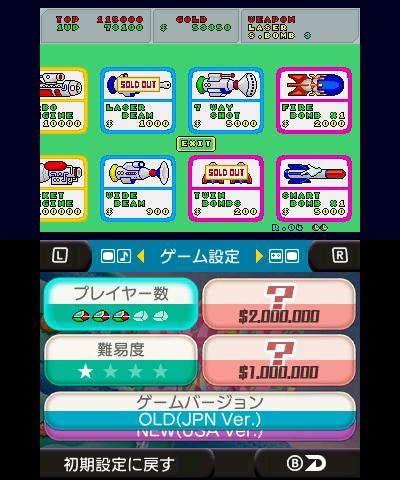 TOP 115000 GOLD WEAPON
1UP 78100 $ 58850 LASER
S.BOMB
SOLD OUT
LASER BEAM $ 1000
7 WAY SHOT $ 5000
FIRE BOMB X1 $ 2000
EXIT
SOLD OUT
WIDE BEAM $ 900
TWIN BOMBS $ 200
SMART BOMB X1 $ 5000
L ゲーム設定 R
プレイヤー数
?
$2,000,000
難易度
?
$1,000,000
ゲームバージョン
OLD(JPN Ver.)
NEW(USA Ver.)
初期設定に戻す B